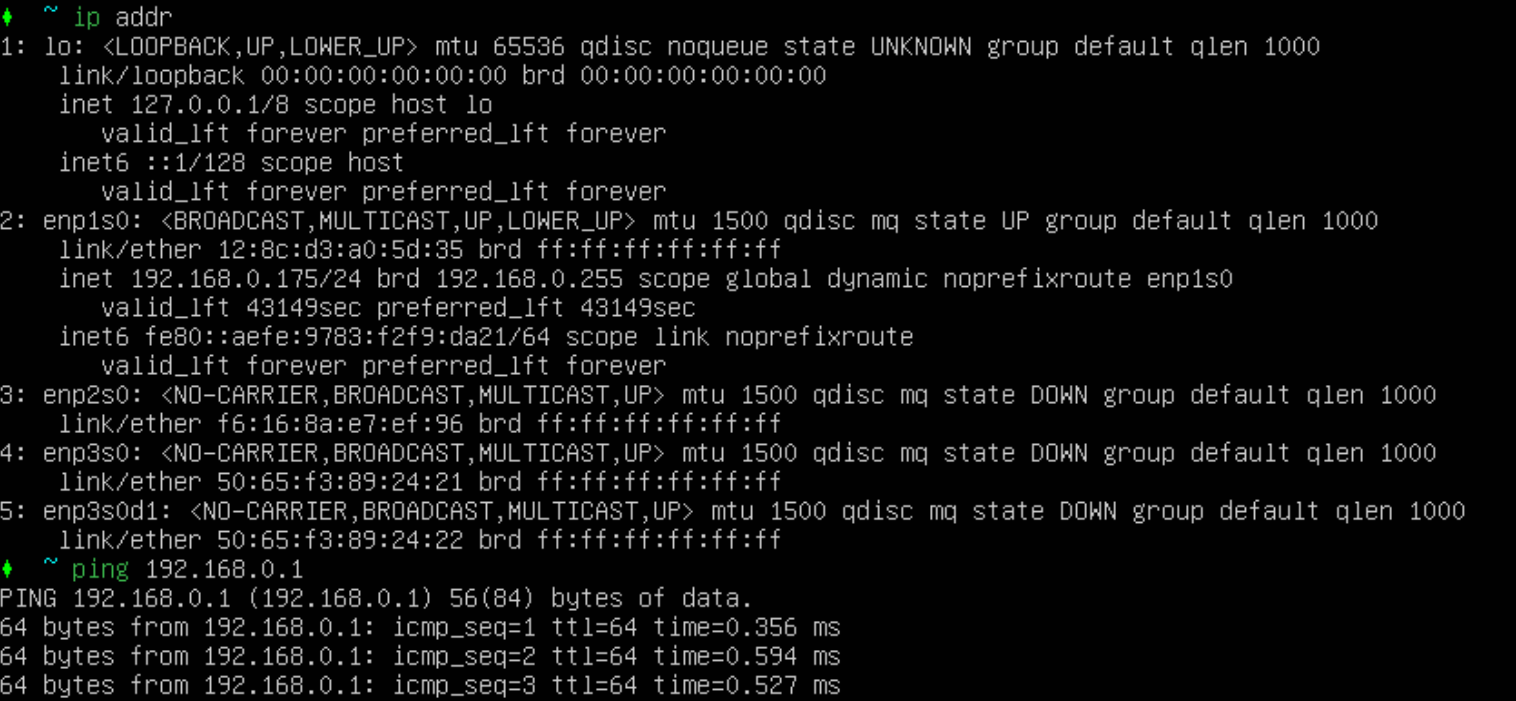 ♦ ~ ip addr
1: lo: <LOOPBACK,UP,LOWER_UP> mtu 65536 qdisc noqueue state UNKNOWN group default qlen 1000
    link/loopback 00:00:00:00:00:00 brd 00:00:00:00:00:00
    inet 127.0.0.1/8 scope host lo
       valid_lft forever preferred_lft forever
    inet6 ::1/128 scope host
       valid_lft forever preferred_lft forever
2: enp1s0: <BROADCAST,MULTICAST,UP,LOWER_UP> mtu 1500 qdisc mq state UP group default qlen 1000
    link/ether 12:8c:d3:a0:5d:35 brd ff:ff:ff:ff:ff:ff
    inet 192.168.0.175/24 brd 192.168.0.255 scope global dynamic noprefixroute enp1s0
       valid_lft 43149sec preferred_lft 43149sec
    inet6 fe80::aefe:9783:f2f9:da21/64 scope link noprefixroute
       valid_lft forever preferred_lft forever
3: enp2s0: <NO-CARRIER,BROADCAST,MULTICAST,UP> mtu 1500 qdisc mq state DOWN group default qlen 1000
    link/ether f6:16:8a:e7:ef:96 brd ff:ff:ff:ff:ff:ff
4: enp3s0: <NO-CARRIER,BROADCAST,MULTICAST,UP> mtu 1500 qdisc mq state DOWN group default qlen 1000
    link/ether 50:65:f3:89:24:21 brd ff:ff:ff:ff:ff:ff
5: enp3s0d1: <NO-CARRIER,BROADCAST,MULTICAST,UP> mtu 1500 qdisc mq state DOWN group default qlen 1000
    link/ether 50:65:f3:89:24:22 brd ff:ff:ff:ff:ff:ff
♦ ~ ping 192.168.0.1
PING 192.168.0.1 (192.168.0.1) 56(84) bytes of data.
64 bytes from 192.168.0.1: icmp_seq=1 ttl=64 time=0.356 ms
64 bytes from 192.168.0.1: icmp_seq=2 ttl=64 time=0.594 ms
64 bytes from 192.168.0.1: icmp_seq=3 ttl=64 time=0.527 ms